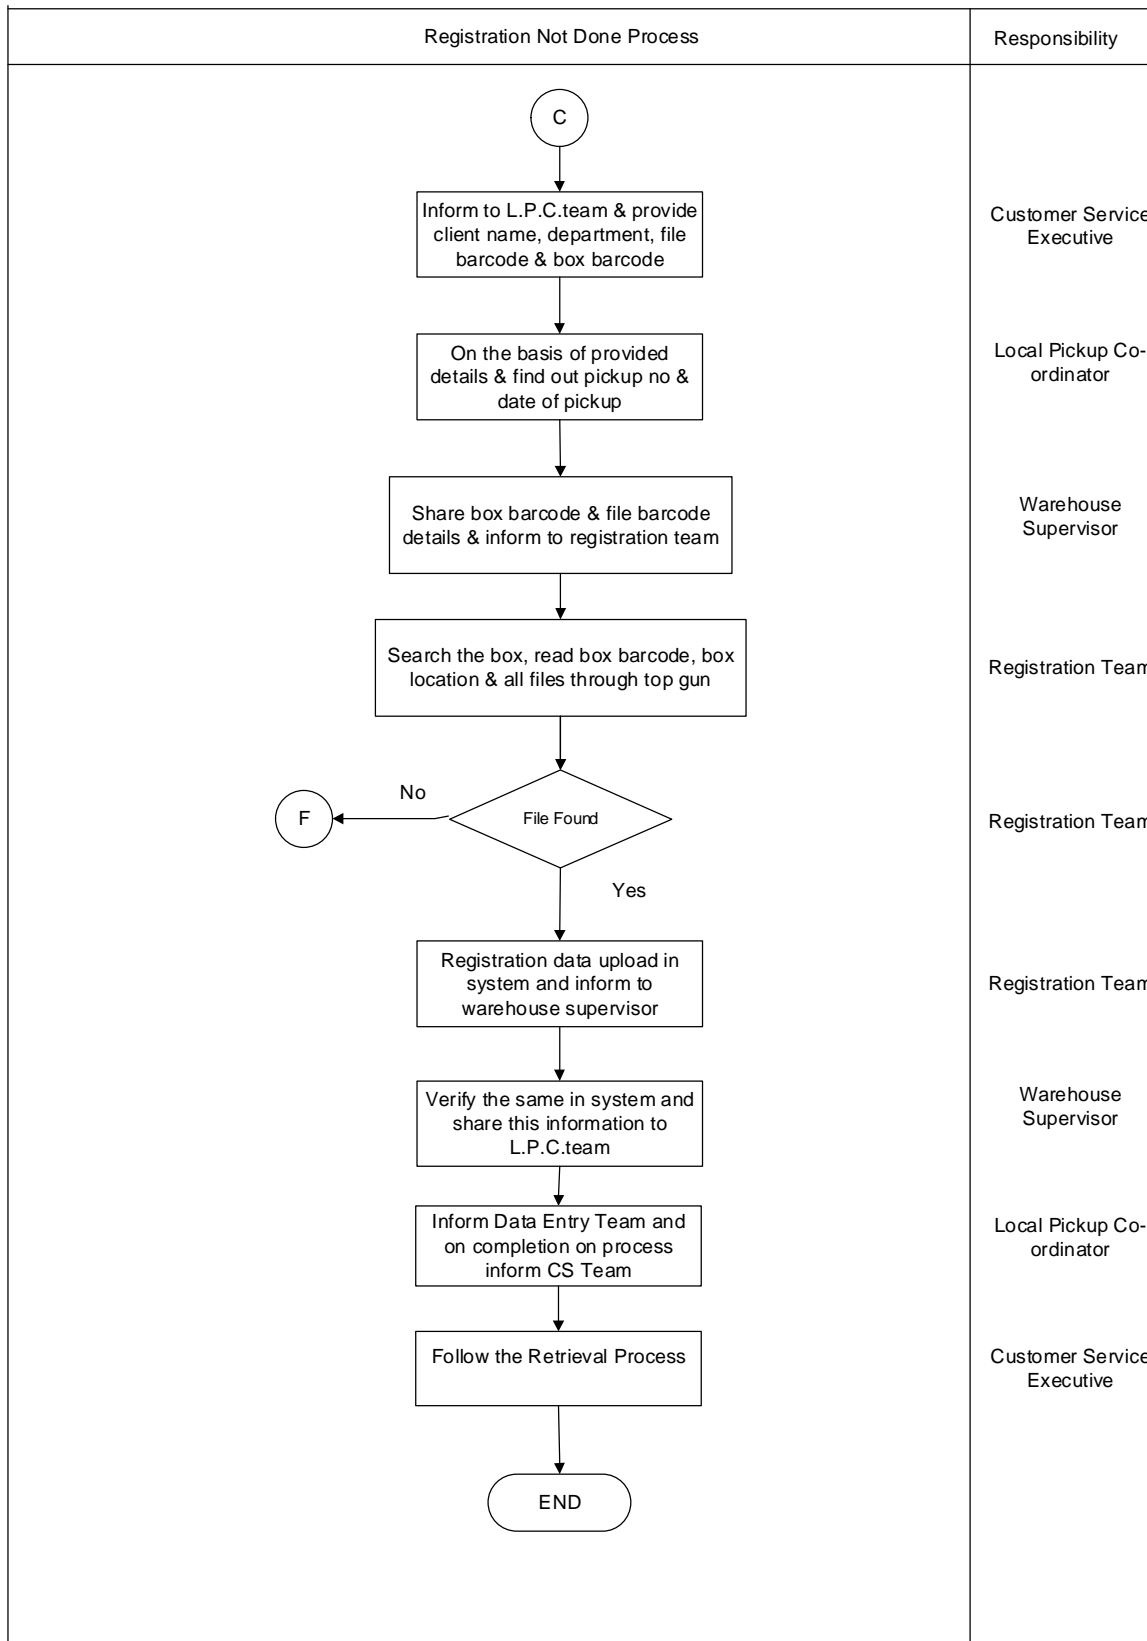 Registration Not Done Process
Responsibility
C
Inform to L.P.C.team & provide
client name, department, file
barcode & box barcode
Customer Service
Executive
On the basis of provided
details & find out pickup no &
date of pickup
Local Pickup Co-
ordinator
Share box barcode & file barcode
details & inform to registration team
Warehouse
Supervisor
Search the box, read box barcode, box
location & all files through top gun
Registration Team
No
F
File Found
Registration Team
Yes
Registration data upload in
system and inform to
warehouse supervisor
Registration Team
Verify the same in system and
share this information to
L.P.C.team
Warehouse
Supervisor
Inform Data Entry Team and
on completion on process
inform CS Team
Local Pickup Co-
ordinator
Follow the Retrieval Process
Customer Service
Executive
END